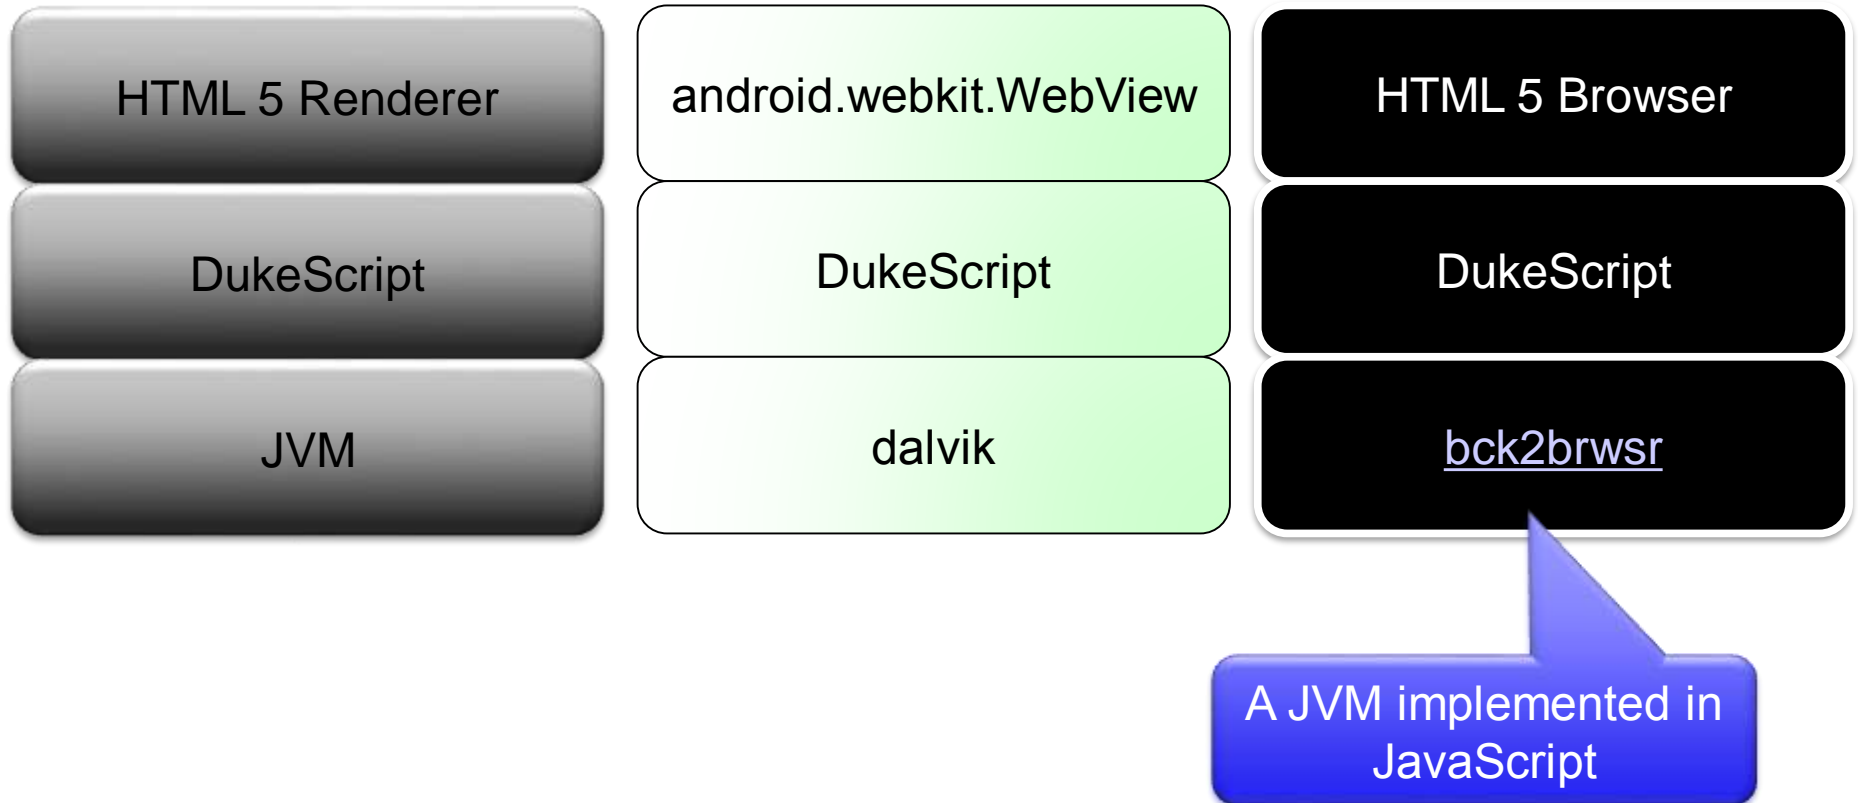 HTML 5 Renderer
android.webkit.WebView
HTML 5 Browser
DukeScript
DukeScript
DukeScript
JVM
dalvik
bck2brwsr
A JVM implemented in
JavaScript